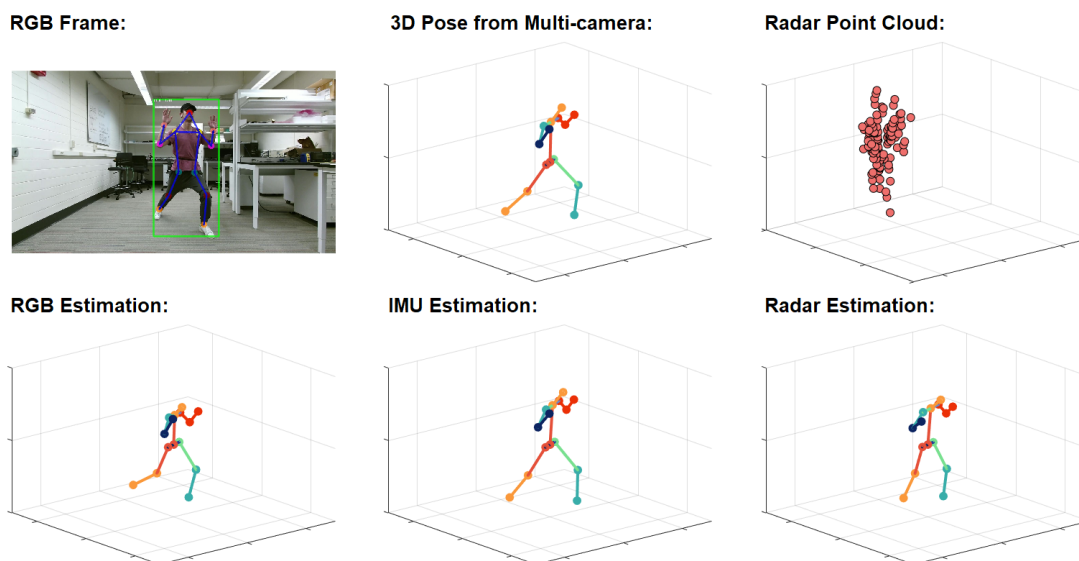 RGB Frame:
3D Pose from Multi-camera:
Radar Point Cloud:
RGB Estimation:
IMU Estimation:
Radar Estimation: